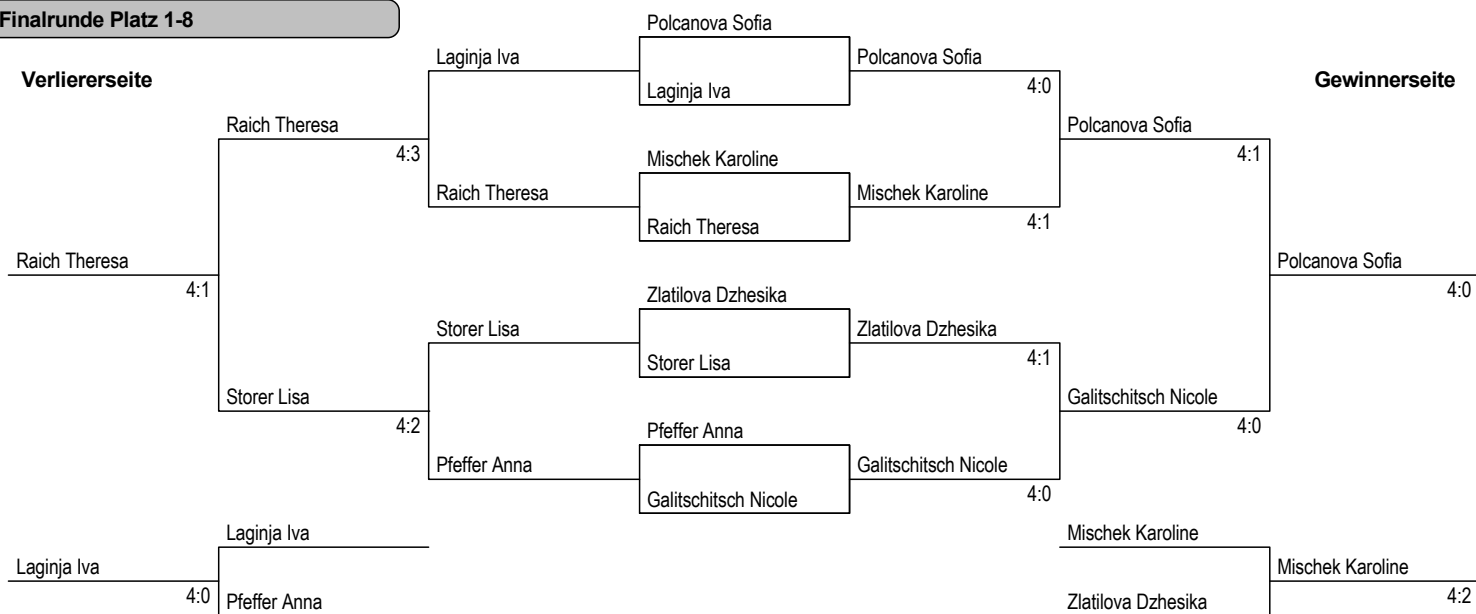 Finalrunde Platz 1-8
Polcanova Sofia
Laginja Iva
Polcanova Sofia
Verliererseite
Gewinnerseite
4:0
Laginja Iva
Raich Theresa
Polcanova Sofia
4:3
Mischek Karoline
4:1
Raich Theresa
Mischek Karoline
4:1
Raich Theresa
Raich Theresa
Polcanova Sofia
4:1
Zlatilova Dzhesika
4:0
Storer Lisa
Zlatilova Dzhesika
4:1
Storer Lisa
Storer Lisa
Galitschitsch Nicole
4:2
Pfeffer Anna
4:0
Pfeffer Anna
Galitschitsch Nicole
4:0
Galitschitsch Nicole
Laginja Iva
Mischek Karoline
Laginja Iva
Mischek Karoline
4:0
Pfeffer Anna
Zlatilova Dzhesika
4:2